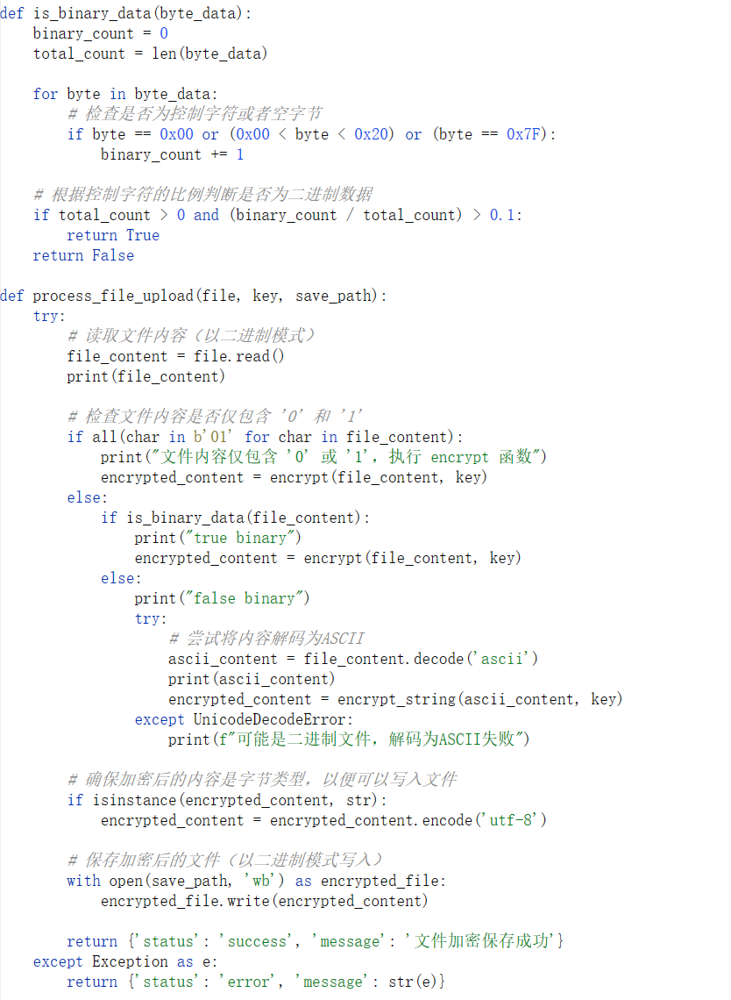 def is_binary_data(byte_data):
    binary_count = 0
    total_count = len(byte_data)

    for byte in byte_data:
        # 检查是否为控制字符或者空字节
        if byte == 0x00 or (0x00 < byte < 0x20) or (byte == 0x7F):
            binary_count += 1

    # 根据控制字符的比例判断是否为二进制数据
    if total_count > 0 and (binary_count / total_count) > 0.1:
        return True
    return False

def process_file_upload(file, key, save_path):
    try:
        # 读取文件内容（以二进制模式）
        file_content = file.read()
        print(file_content)

        # 检查文件内容是否仅包含 '0' 和 '1'
        if all(char in b'01' for char in file_content):
            print("文件内容仅包含 '0' 或 '1'，执行 encrypt 函数")
            encrypted_content = encrypt(file_content, key)
        else:
            if is_binary_data(file_content):
                print("true binary")
                encrypted_content = encrypt(file_content, key)
            else:
                print("false binary")
                try:
                    # 尝试将内容解码为ASCII
                    ascii_content = file_content.decode('ascii')
                    print(ascii_content)
                    encrypted_content = encrypt_string(ascii_content, key)
                except UnicodeDecodeError:
                    print(f"可能是二进制文件，解码为ASCII失败")

        # 确保加密后的内容是字节类型，以便可以写入文件
        if isinstance(encrypted_content, str):
            encrypted_content = encrypted_content.encode('utf-8')

        # 保存加密后的文件（以二进制模式写入）
        with open(save_path, 'wb') as encrypted_file:
            encrypted_file.write(encrypted_content)

        return {'status': 'success', 'message': '文件加密保存成功'}
    except Exception as e:
        return {'status': 'error', 'message': str(e)}